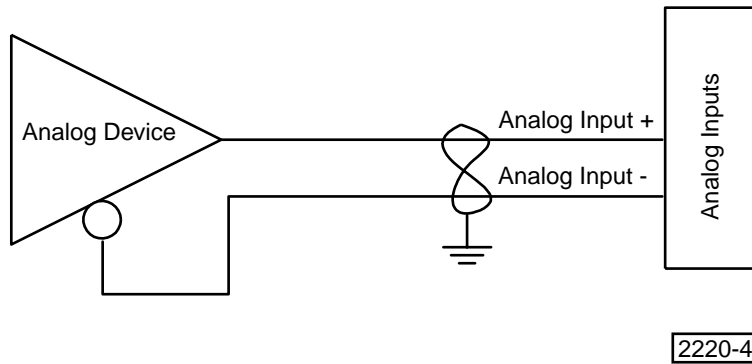 Analog Device
Analog Input +
Analog Input -
Analog Inputs
2220-4